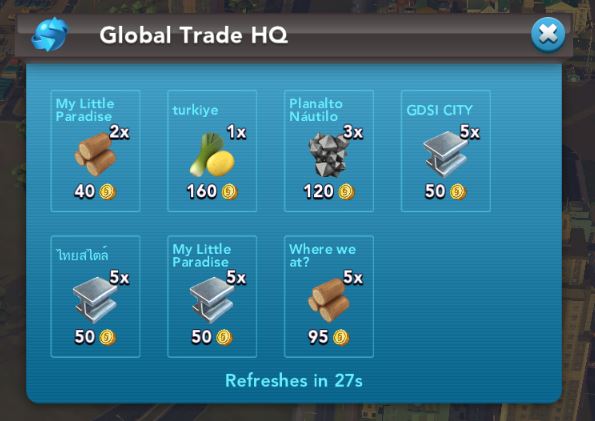 Global Trade HQ
My Little
Paradise
2x
40
turkiye
1x
160
Planalto
Náutilo
3x
120
GDSI CITY
5x
50
ไทยสไตล์
5x
50
My Little
Paradise
5x
50
Where we
at?
5x
95
Refreshes in 27s